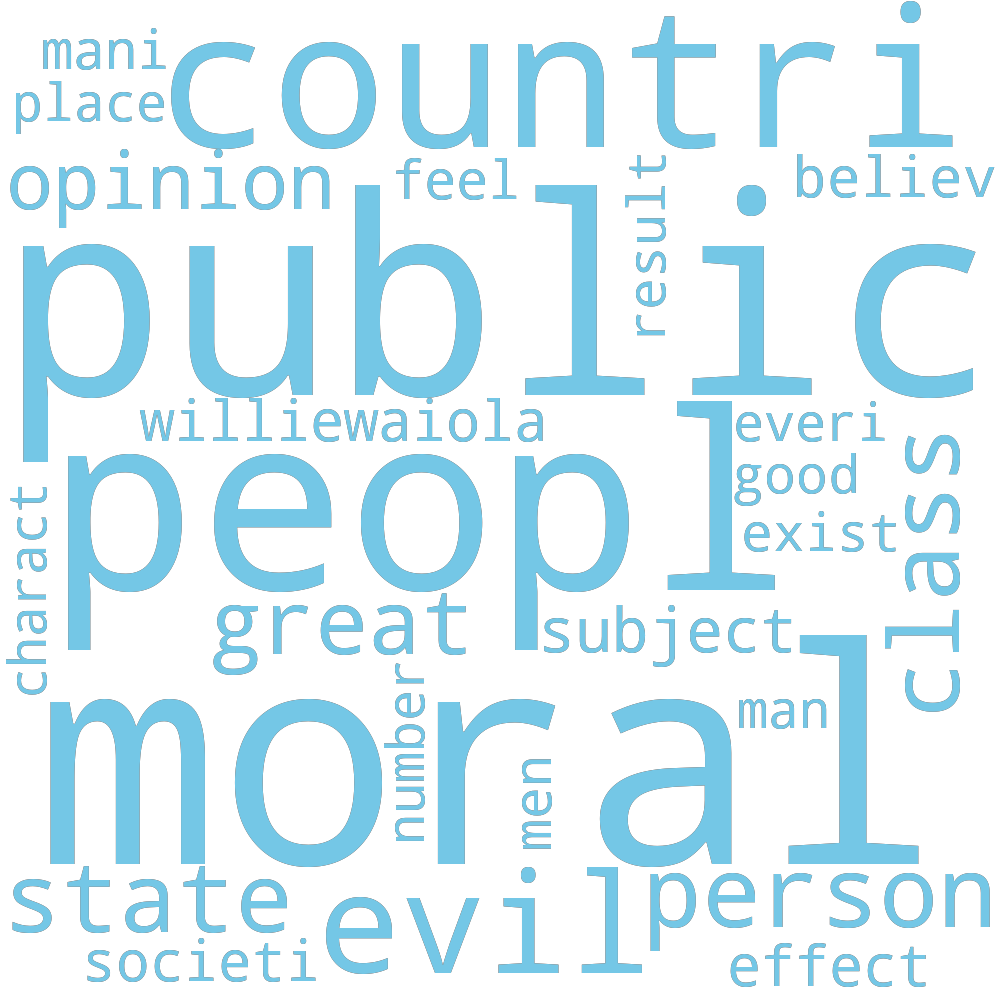 mani
countri
place
opinion
feel
result
believ
public
williewaiola
everi
peopl
good
class
charact
exist
great
subject
moral
number
man
men
state
evil
person
societi
effect